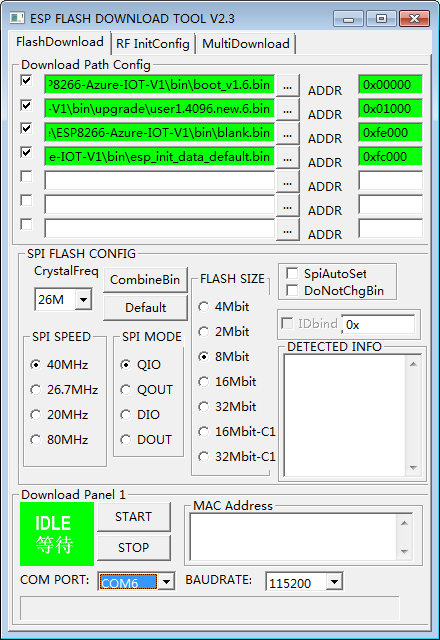 ESP FLASH DOWNLOAD TOOL V2.3
FlashDownload RF InitConfig MultiDownload
Download Path Config
P8266-Azure-IOT-V1\bin\boot_v1.6.bin ... ADDR 0x00000
-V1\bin\upgrade\user1.4096.new.6.bin ... ADDR 0x01000
\ESP8266-Azure-IOT-V1\bin\blank.bin ... ADDR 0xfe000
e-IOT-V1\bin\esp_init_data_default.bin ... ADDR 0xfc000
... ADDR
... ADDR
... ADDR
SPI FLASH CONFIG
CrystalFreq
26M
CombineBin
Default
SPI SPEED
40MHz
26.7MHz
20MHz
80MHz
SPI MODE
QIO
QOUT
DIO
DOUT
FLASH SIZE
4Mbit
2Mbit
8Mbit
16Mbit
32Mbit
16Mbit-C1
32Mbit-C1
SpiAutoSet
DoNotChgBin
IDbind 0x
DETECTED INFO
Download Panel 1
IDLE
等待
START
STOP
MAC Address
COM PORT: COM6 BAUDRATE: 115200